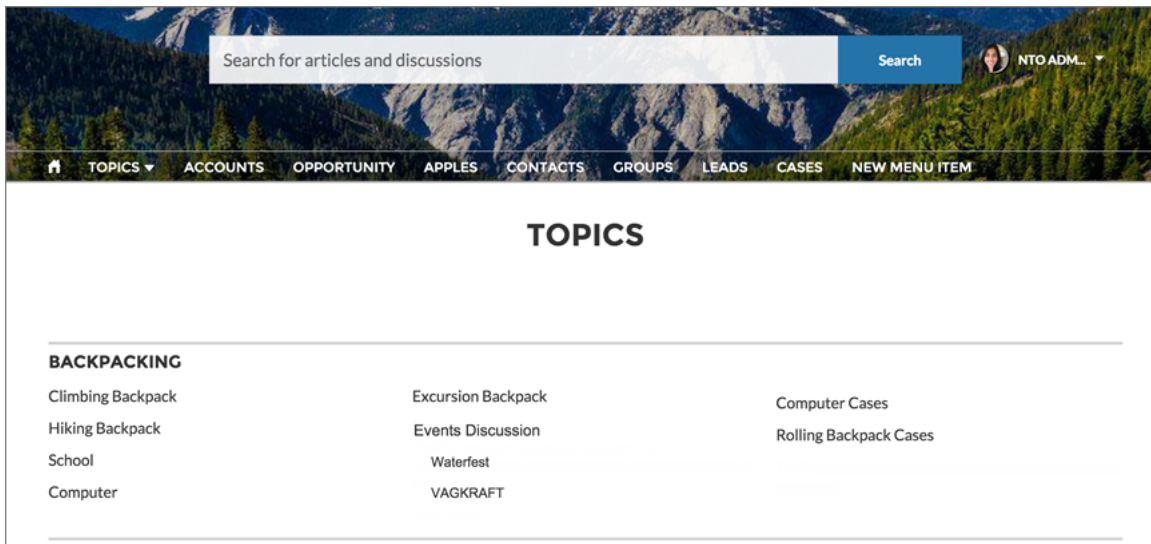 Search for articles and discussions
Search
NTO ADM...
TOPICS
ACCOUNTS
OPPORTUNITY
APPLES
CONTACTS
GROUPS
LEADS
CASES
NEW MENU ITEM
TOPICS
BACKPACKING
Climbing Backpack
Hiking Backpack
School
Computer
Excursion Backpack
Events Discussion
Waterfest
VAGKRAFT
Computer Cases
Rolling Backpack Cases